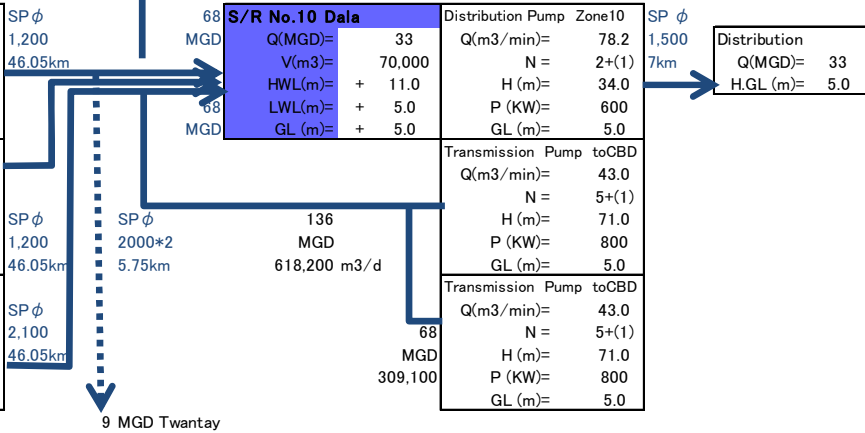 SPφ
1,200
46.05km
68
MGD
S/R No.10 Dala
Q(MGD)= 33
V(m3)= 70,000
HWL(m)= + 11.0
LWL(m)= + 5.0
GL (m)= + 5.0
68
MGD
Distribution Pump Zone10
Q(m3/min)= 78.2
N = 2+(1)
H (m)= 34.0
P (KW)= 600
GL (m)= 5.0
SP φ
1,500
7km
Distribution
Q(MGD)= 33
H.GL (m)= 5.0
Transmission Pump toCBD
Q(m3/min)= 43.0
N = 5+(1)
H (m)= 71.0
P (KW)= 800
GL (m)= 5.0
SPφ
1,200
46.05km
SPφ
2000*2
5.75km
136
MGD
618,200 m3/d
Transmission Pump toCBD
Q(m3/min)= 43.0
N = 5+(1)
H (m)= 71.0
P (KW)= 800
GL (m)= 5.0
SPφ
2,100
46.05km
68
MGD
309,100
9 MGD Twantay